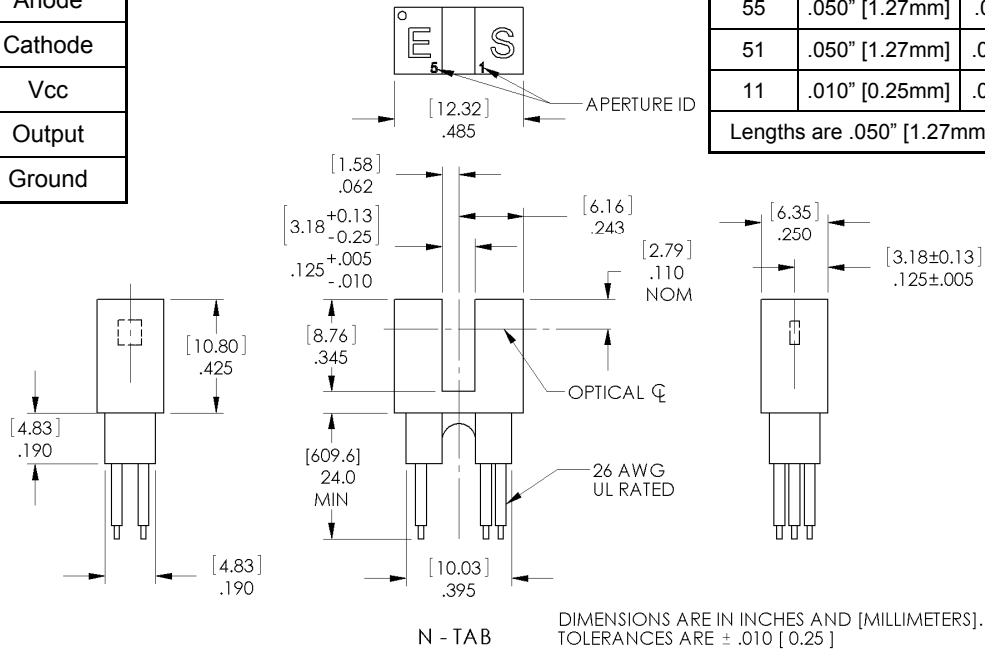 Anode
Cathode
Vcc
Output
Ground
55 .050” [1.27mm]
51 .050” [1.27mm]
11 .010” [0.25mm]
Lengths are .050” [1.27mm
E S
5 1
APERTURE ID
[12.32]
.485
[1.58]
.062
[3.18 +0.13 -0.25]
.125 +.005 -.010
[6.16]
.243
[2.79]
.110
NOM
[6.35]
.250
[3.18±0.13]
.125±.005
[10.80]
.425
[8.76]
.345
OPTICAL ℄
[4.83]
.190
[609.6]
24.0
MIN
26 AWG
UL RATED
[4.83]
.190
[10.03]
.395
N - TAB
DIMENSIONS ARE IN INCHES AND [MILLIMETERS].
TOLERANCES ARE ± .010 [ 0.25 ]